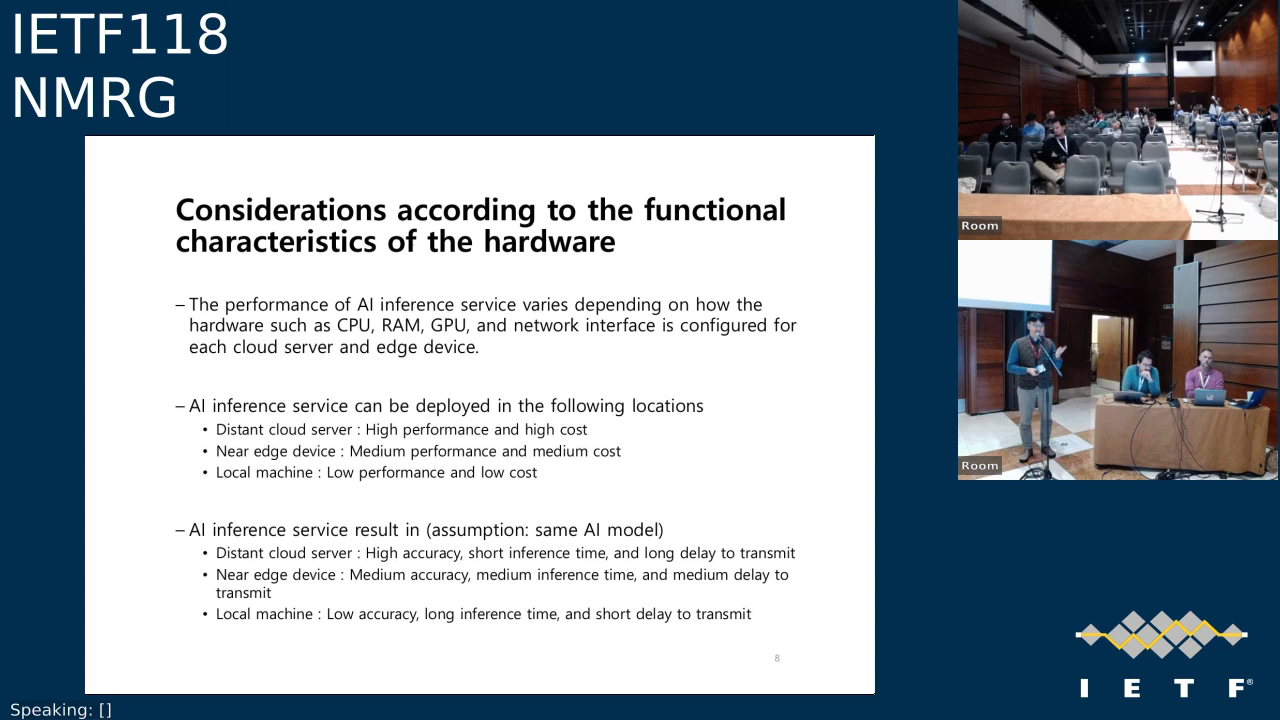 IETF118
NMRG
Considerations according to the functional
characteristics of the hardware
– The performance of AI inference service varies depending on how the
hardware such as CPU, RAM, GPU, and network interface is configured for
each cloud server and edge device.
– AI inference service can be deployed in the following locations
• Distant cloud server : High performance and high cost
• Near edge device : Medium performance and medium cost
• Local machine : Low performance and low cost
– AI inference service result in (assumption: same AI model)
• Distant cloud server : High accuracy, short inference time, and long delay to transmit
• Near edge device : Medium accuracy, medium inference time, and medium delay to
transmit
• Local machine : Low accuracy, long inference time, and short delay to transmit
8
Room
Room
I E T F®
Speaking: []